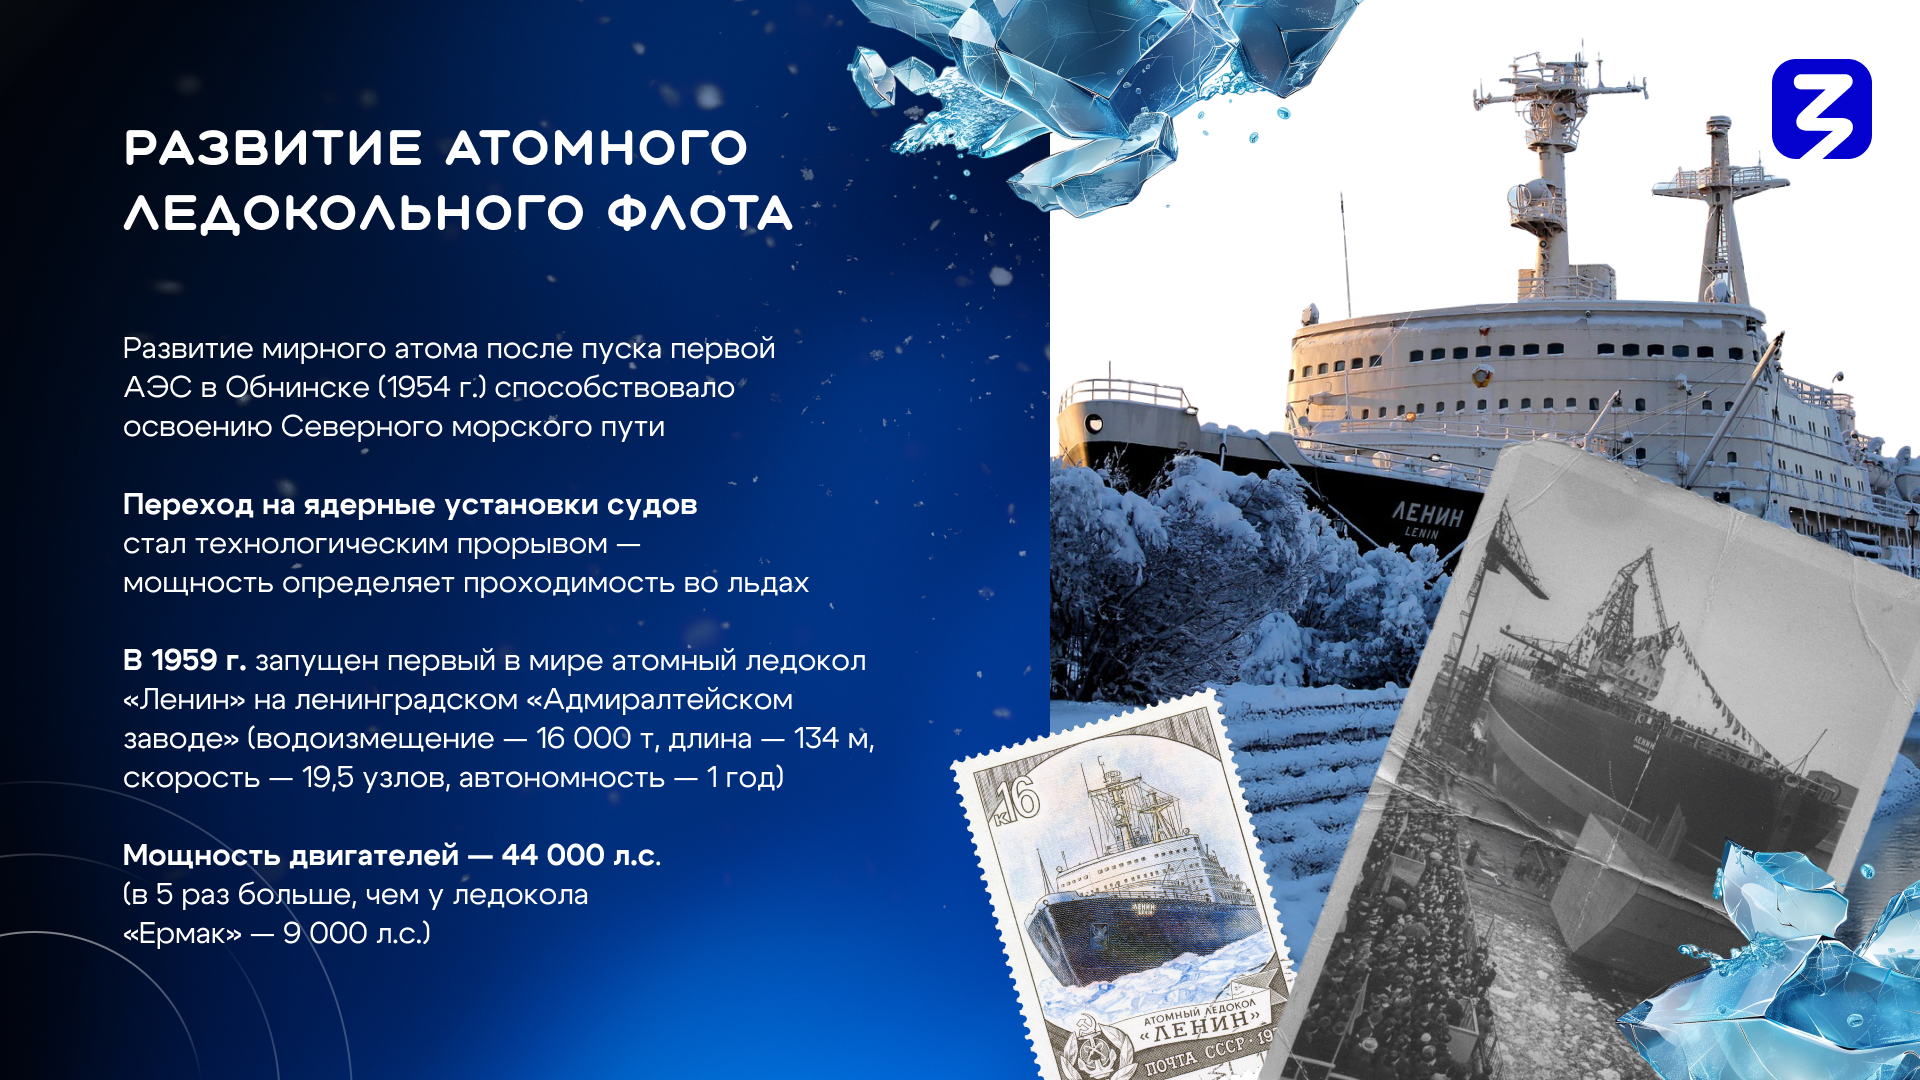 РАЗВИТИЕ АТОМНОГО
ЛЕДОКОЛЬНОГО ФЛОТА
Развитие мирного атома после пуска первой
АЭС в Обнинске (1954 г.) способствовало
освоению Северного морского пути
Переход на ядерные установки судов
стал технологическим прорывом —
мощность определяет проходимость во льдах
В 1959 г. запущен первый в мире атомный ледокол
«Ленин» на ленинградском «Адмиралтейском
заводе» (водоизмещение — 16 000 т, длина — 134 м,
скорость — 19,5 узлов, автономность — 1 год)
Мощность двигателей — 44 000 л.с.
(в 5 раз больше, чем у ледокола
«Ермак» — 9 000 л.с.)
ЛЕНИН
LENIN
ЛЕНИН
16
к
ЛЕНИН
АТОМНЫЙ ЛЕДОКОЛ
«ЛЕНИН»
ПОЧТА СССР · 19